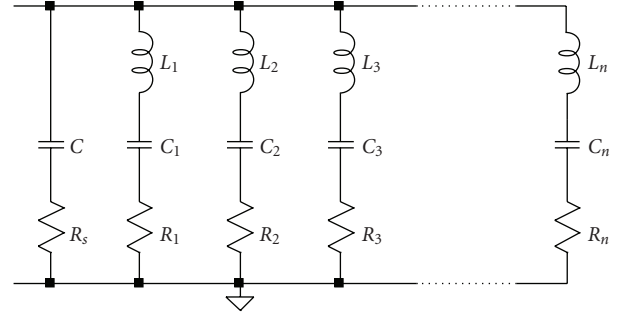 L₁ L₂ L₃ Lₙ
C C₁ C₂ C₃ Cₙ
Rₛ R₁ R₂ R₃ Rₙ